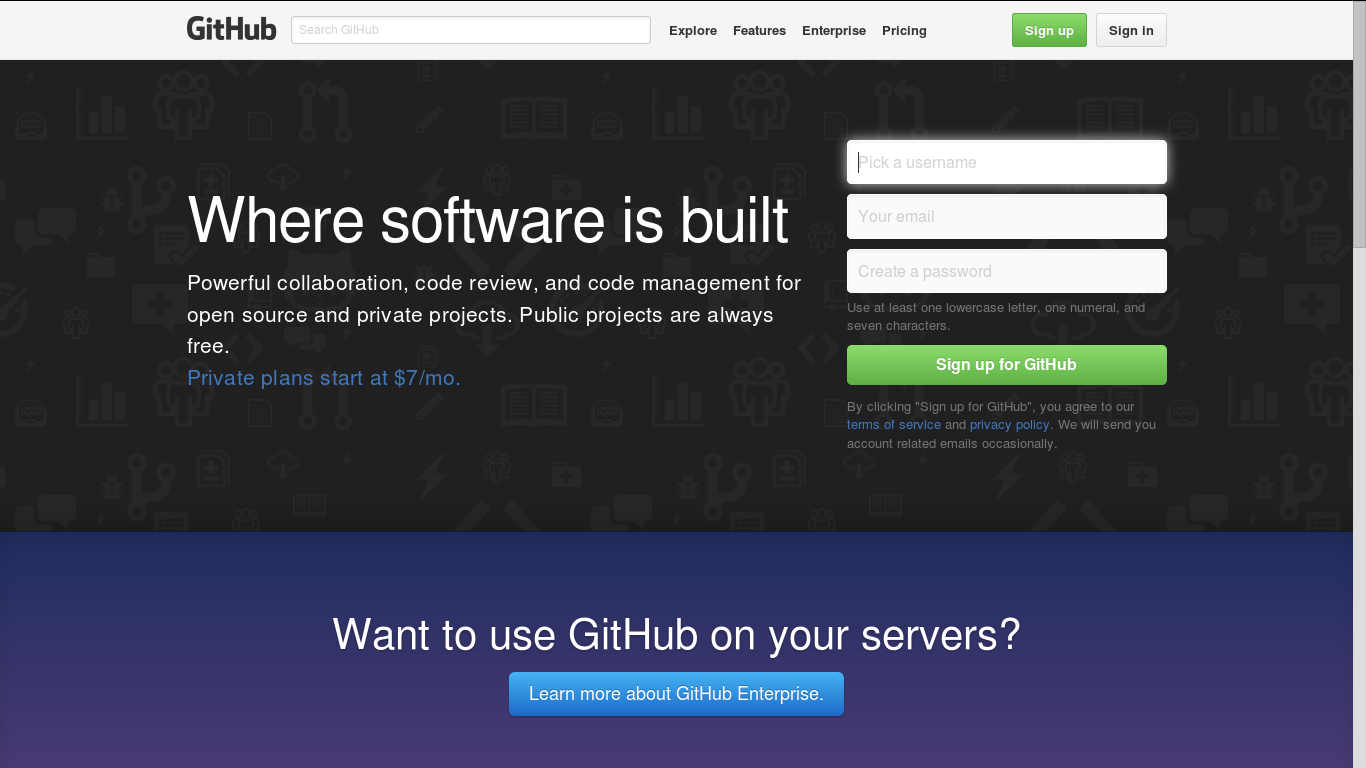 GitHub
Search GitHub
Explore Features Enterprise Pricing
Sign up Sign in
Where software is built
Powerful collaboration, code review, and code management for
open source and private projects. Public projects are always
free.
Private plans start at $7/mo.
Pick a username
Your email
Create a password
Use at least one lowercase letter, one numeral, and
seven characters.
Sign up for GitHub
By clicking "Sign up for GitHub", you agree to our
terms of service and privacy policy. We will send you
account related emails occasionally.
Want to use GitHub on your servers?
Learn more about GitHub Enterprise.